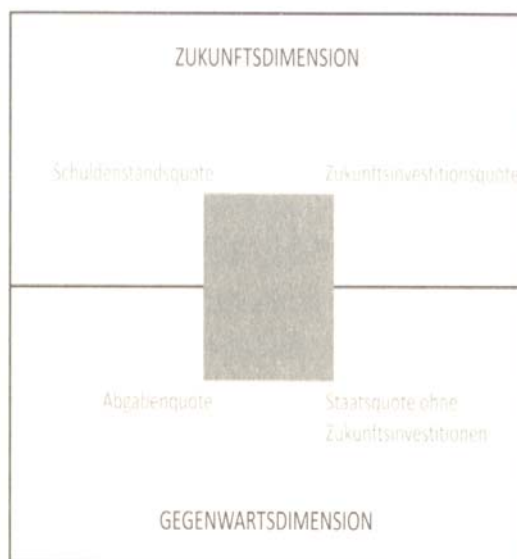 ZUKUNFTSDIMENSION
Schuldenstandsquote Zukunftsinvestitionsquote
Abgabenquote Staatsquote ohne
Zukunftsinvestitionen
GEGENWARTSDIMENSION